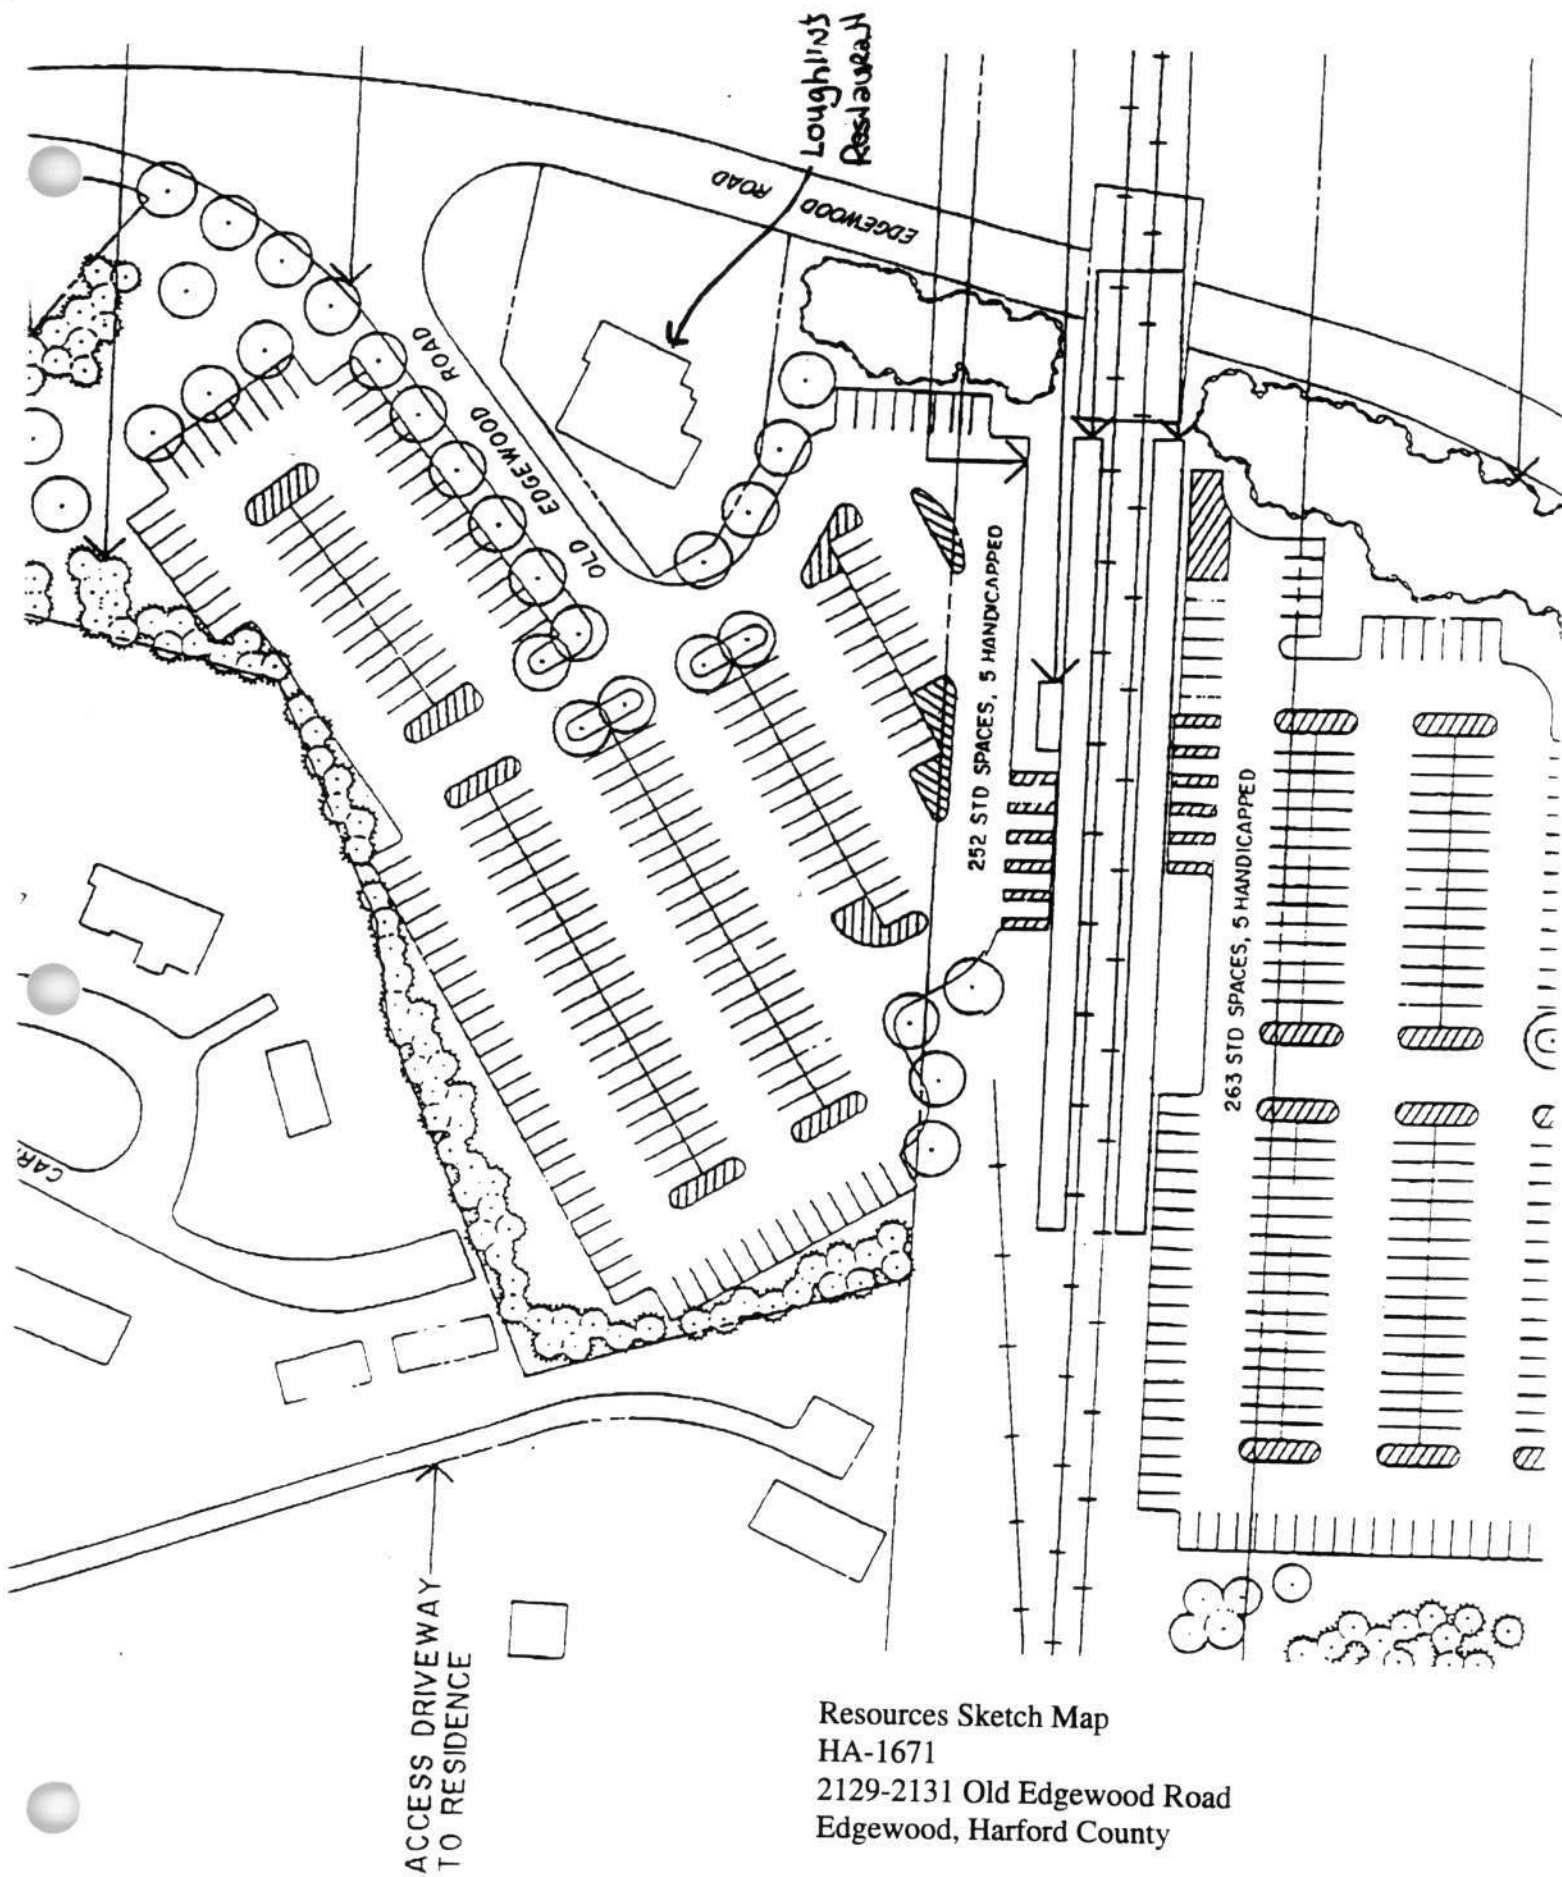 Loughlins
Restaurant
EDGEWOOD ROAD
OLD EDGEWOOD ROAD
252 STD SPACES, 5 HANDICAPPED
263 STD SPACES, 5 HANDICAPPED
CAR.
ACCESS DRIVEWAY
TO RESIDENCE
Resources Sketch Map
HA-1671
2129-2131 Old Edgewood Road
Edgewood, Harford County